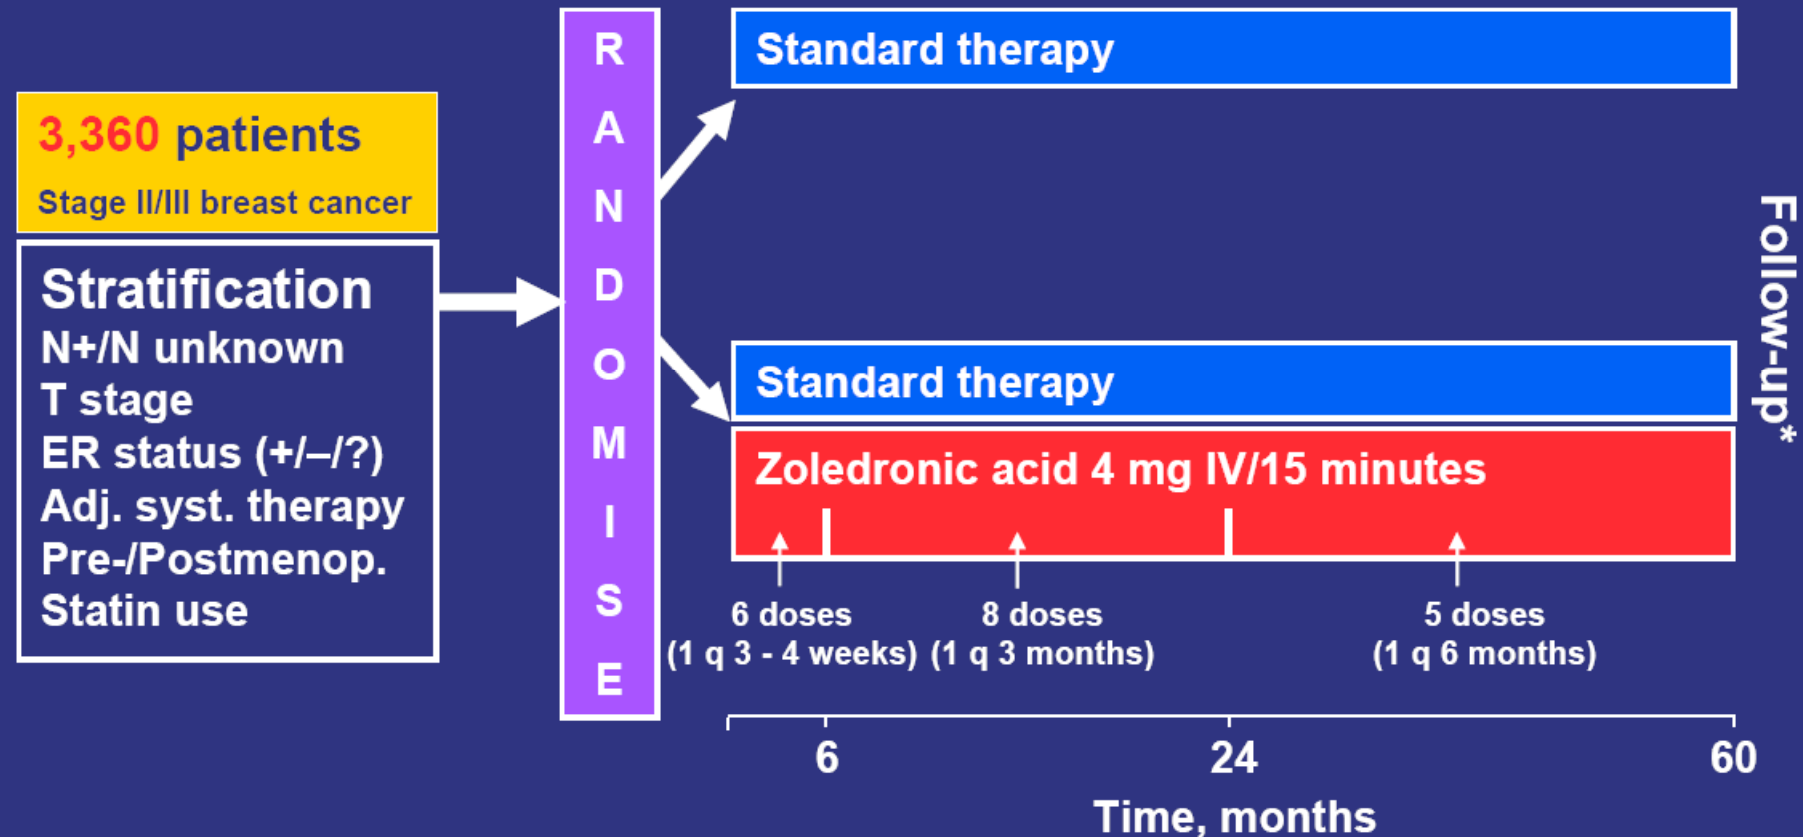 3,360 patients
Stage II/III breast cancer
Stratification
N+/N unknown
T stage
ER status (+/–/?)
Adj. syst. therapy
Pre-/Postmenop.
Statin use
R
A
N
D
O
M
I
S
E
Standard therapy
Standard therapy
Zoledronic acid 4 mg IV/15 minutes
6 doses
(1 q 3 - 4 weeks)
8 doses
(1 q 3 months)
5 doses
(1 q 6 months)
6 24 60
Time, months
Follow-up*